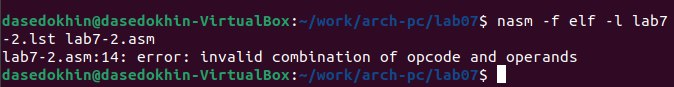 dasedokhin@dasedokhin-VirtualBox:~/work/arch-pc/lab07$ nasm -f elf -l lab7
-2.lst lab7-2.asm
lab7-2.asm:14: error: invalid combination of opcode and operands
dasedokhin@dasedokhin-VirtualBox:~/work/arch-pc/lab07$